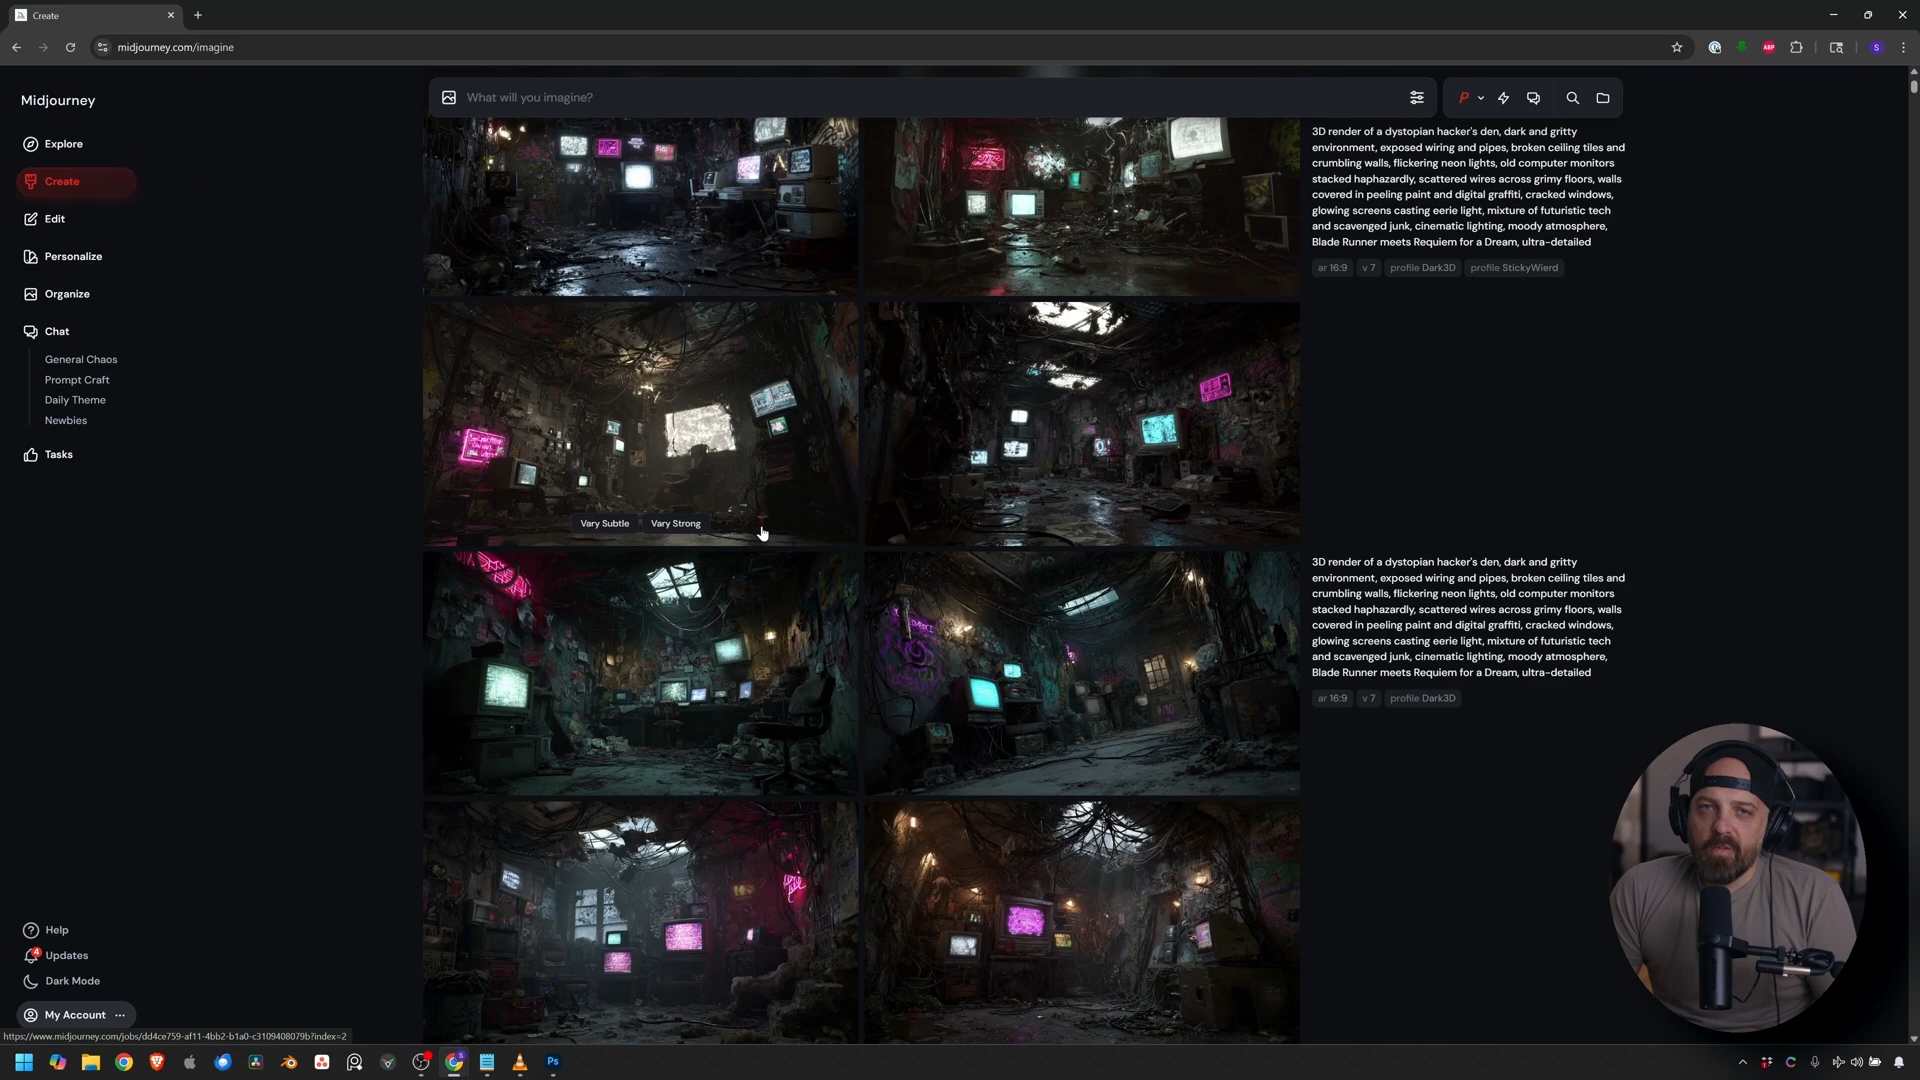 Create
midjourney.com/imagine
ABP
S
Midjourney
What will you imagine?
P
Explore
Create
Edit
Personalize
Organize
Chat
General Chaos
Prompt Craft
Daily Theme
Newbies
Tasks
3D render of a dystopian hacker's den, dark and gritty
environment, exposed wiring and pipes, broken ceiling tiles and
crumbling walls, flickering neon lights, old computer monitors
stacked haphazardly, scattered wires across grimy floors, walls
covered in peeling paint and digital graffiti, cracked windows,
glowing screens casting eerie light, mixture of futuristic tech
and scavenged junk, cinematic lighting, moody atmosphere,
Blade Runner meets Requiem for a Dream, ultra-detailed
ar 16:9 v 7 profile Dark3D profile StickyWierd
Vary Subtle Vary Strong
3D render of a dystopian hacker's den, dark and gritty
environment, exposed wiring and pipes, broken ceiling tiles and
crumbling walls, flickering neon lights, old computer monitors
stacked haphazardly, scattered wires across grimy floors, walls
covered in peeling paint and digital graffiti, cracked windows,
glowing screens casting eerie light, mixture of futuristic tech
and scavenged junk, cinematic lighting, moody atmosphere,
Blade Runner meets Requiem for a Dream, ultra-detailed
ar 16:9 v 7 profile Dark3D
Help
4
Updates
Dark Mode
My Account ...
https://www.midjourney.com/jobs/dd4ce759-af11-4bb2-b1a0-c3109408079b?index=2
S
Ps